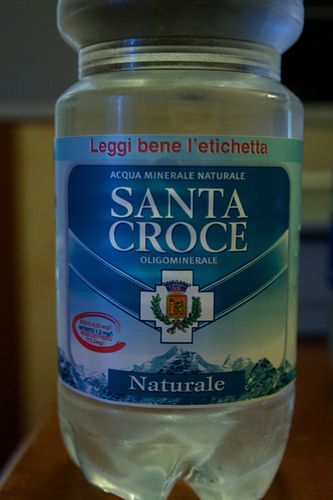 Leggi bene l'etichetta
ACQUA MINERALE NATURALE
SANTA
CROCE
OLIGOMINERALE
Naturale